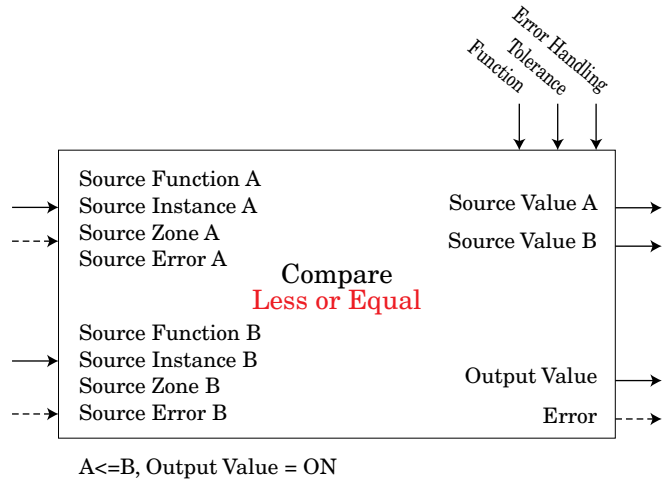 Function
Tolerance
Error Handling
Source Function A
Source Instance A
Source Zone A
Source Error A
Source Value A
Source Value B
Compare
Less or Equal
Source Function B
Source Instance B
Source Zone B
Source Error B
Output Value
Error
A<=B, Output Value = ON